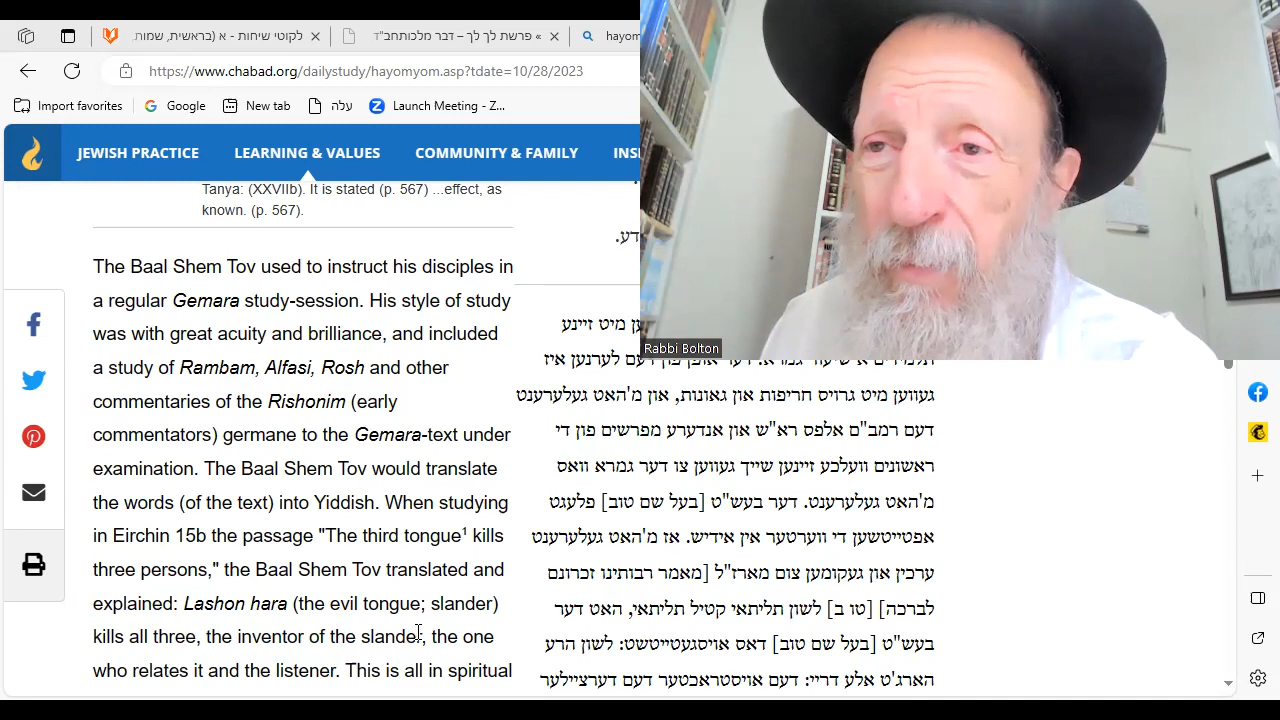 לקוטי שיחות - א (בראשית, שמות,
» פרשת לך לך – דבר מלכותחב"ד
hayom
https://www.chabad.org/dailystudy/hayomyom.asp?tdate=10/28/2023
Import favorites
Google
New tab
עלה
Launch Meeting - Z...
JEWISH PRACTICE
LEARNING & VALUES
COMMUNITY & FAMILY
Tanya: (XXVIIb). It is stated (p. 567) ...effect, as
known. (p. 567).
The Baal Shem Tov used to instruct his disciples in
a regular Gemara study-session. His style of study
was with great acuity and brilliance, and included
a study of Rambam, Alfasi, Rosh and other
commentaries of the Rishonim (early
commentators) germane to the Gemara-text under
examination. The Baal Shem Tov would translate
the words (of the text) into Yiddish. When studying
in Eirchin 15b the passage "The third tongue¹ kills
three persons," the Baal Shem Tov translated and
explained: Lashon hara (the evil tongue; slander)
kills all three, the inventor of the slander, the one
who relates it and the listener. This is all in spiritual
דע.
מיט זיינע
לערנען איז
געווען מיט גרויס חריפות און גאונות, און מ'האט געלערענט
דעם רמב"ם אלפס רא"ש און אנדערע מפרשים פון די
ראשונים וועלכע זיינען שייך געווען צו דער גמרא וואס
מ'האט געלערענט. דער בעש"ט [בעל שם טוב] פלעגט
אפטייטשען די ווערטער אין אידיש. אז מ'האט געלערענט
ערכין און געקומען צום מארז"ל [מאמר רבותינו זכרונם
לברכה] [טו ב] לשון תליתאי קטיל תליתאי, האט דער
בעש"ט [בעל שם טוב] דאס אויסגעטייטשט: לשון הרע
הארג'ט אלע דריי: דעם אויסטראכטער דעם דערציילער
Rabbi Bolton